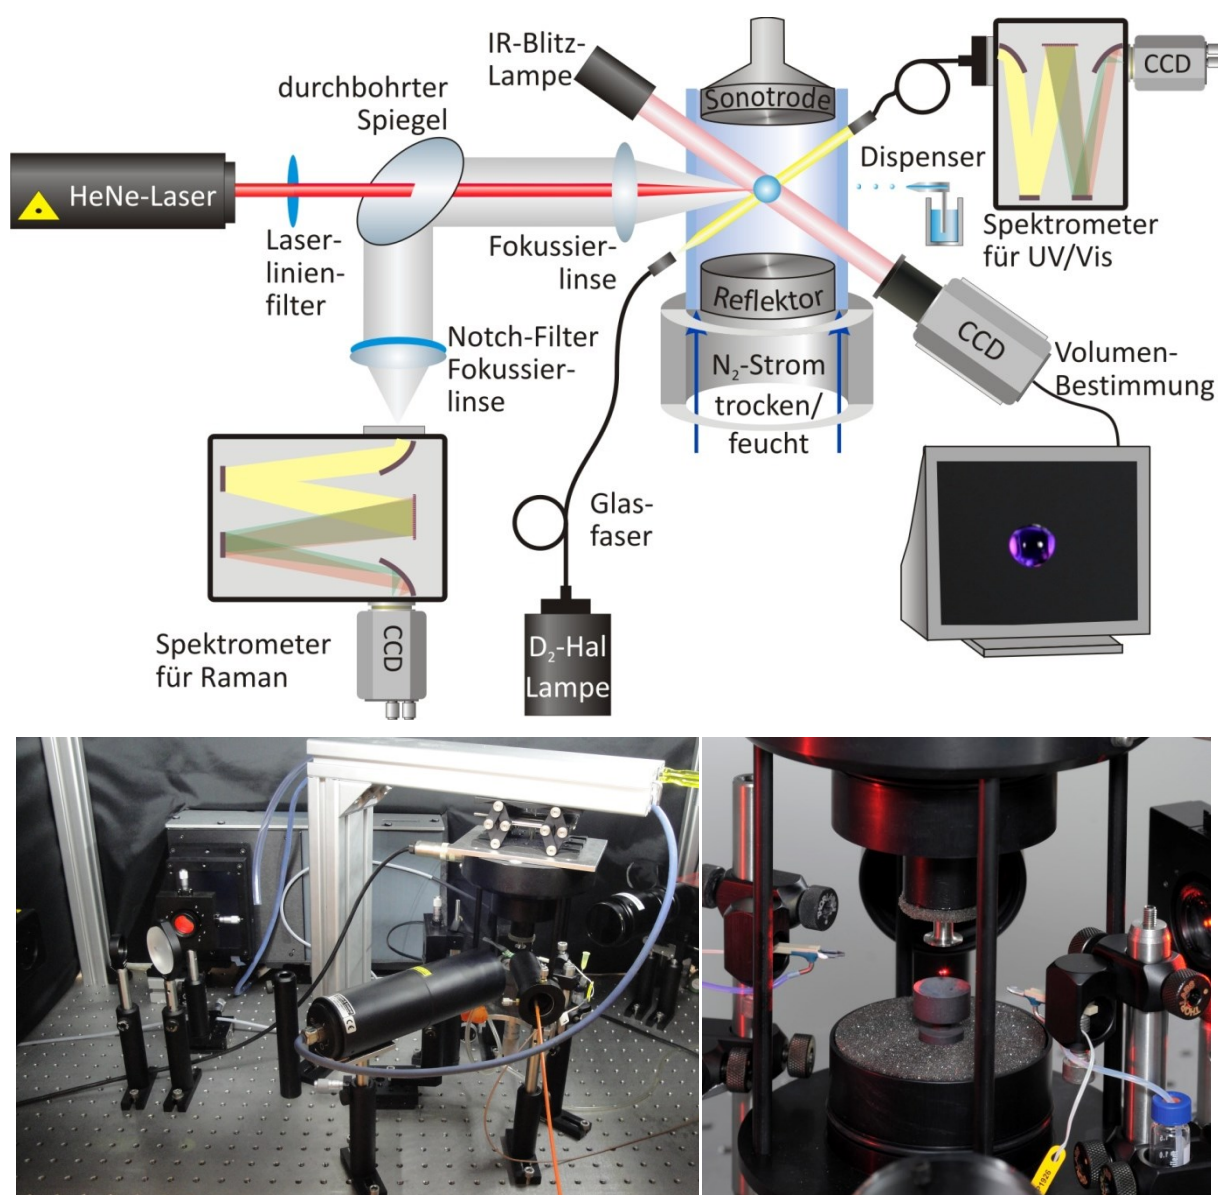 HeNe-Laser
Laser-
linien-
filter
durchbohrter
Spiegel
IR-Blitz-
Lampe
Sonotrode
Dispenser
CCD
Spektrometer
für UV/Vis
Fokussier-
linse
Reflektor
N₂-Strom
trocken/
feucht
CCD
Volumen-
Bestimmung
Notch-Filter
Fokussier-
linse
Glas-
faser
D₂-Hal
Lampe
Spektrometer
für Raman
CCD